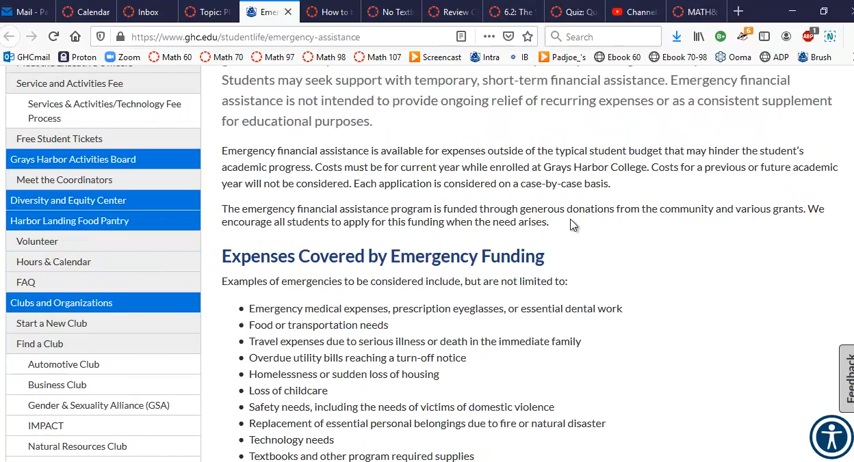 Mail - Pa
Calendar
Inbox
Topic: P
Eme
How to
No Text
Review C
6.2: The
Quiz: Qu
Channel
MATH&
https://www.ghc.edu/studentlife/emergency-assistance
Search
GHCmail
Proton
Zoom
Math 60
Math 70
Math 97
Math 98
Math 107
Screencast
Intra
IB
Padjoe_'s
Ebook 60
Ebook 70-98
Ooma
ADP
Brush
Service and Activities Fee
Services & Activities/Technology Fee
Process
Free Student Tickets
Grays Harbor Activities Board
Meet the Coordinators
Diversity and Equity Center
Harbor Landing Food Pantry
Volunteer
Hours & Calendar
FAQ
Clubs and Organizations
Start a New Club
Find a Club
Automotive Club
Business Club
Gender & Sexuality Alliance (GSA)
IMPACT
Natural Resources Club
Students may seek support with temporary, short-term financial assistance. Emergency financial
assistance is not intended to provide ongoing relief of recurring expenses or as a consistent supplement
for educational purposes.
Emergency financial assistance is available for expenses outside of the typical student budget that may hinder the student's
academic progress. Costs must be for current year while enrolled at Grays Harbor College. Costs for a previous or future academic
year will not be considered. Each application is considered on a case-by-case basis.
The emergency financial assistance program is funded through generous donations from the community and various grants. We
encourage all students to apply for this funding when the need arises.
Expenses Covered by Emergency Funding
Examples of emergencies to be considered include, but are not limited to:
• Emergency medical expenses, prescription eyeglasses, or essential dental work
• Food or transportation needs
• Travel expenses due to serious illness or death in the immediate family
• Overdue utility bills reaching a turn-off notice
• Homelessness or sudden loss of housing
• Loss of childcare
• Safety needs, including the needs of victims of domestic violence
• Replacement of essential personal belongings due to fire or natural disaster
• Technology needs
• Textbooks and other program required supplies
Feedback